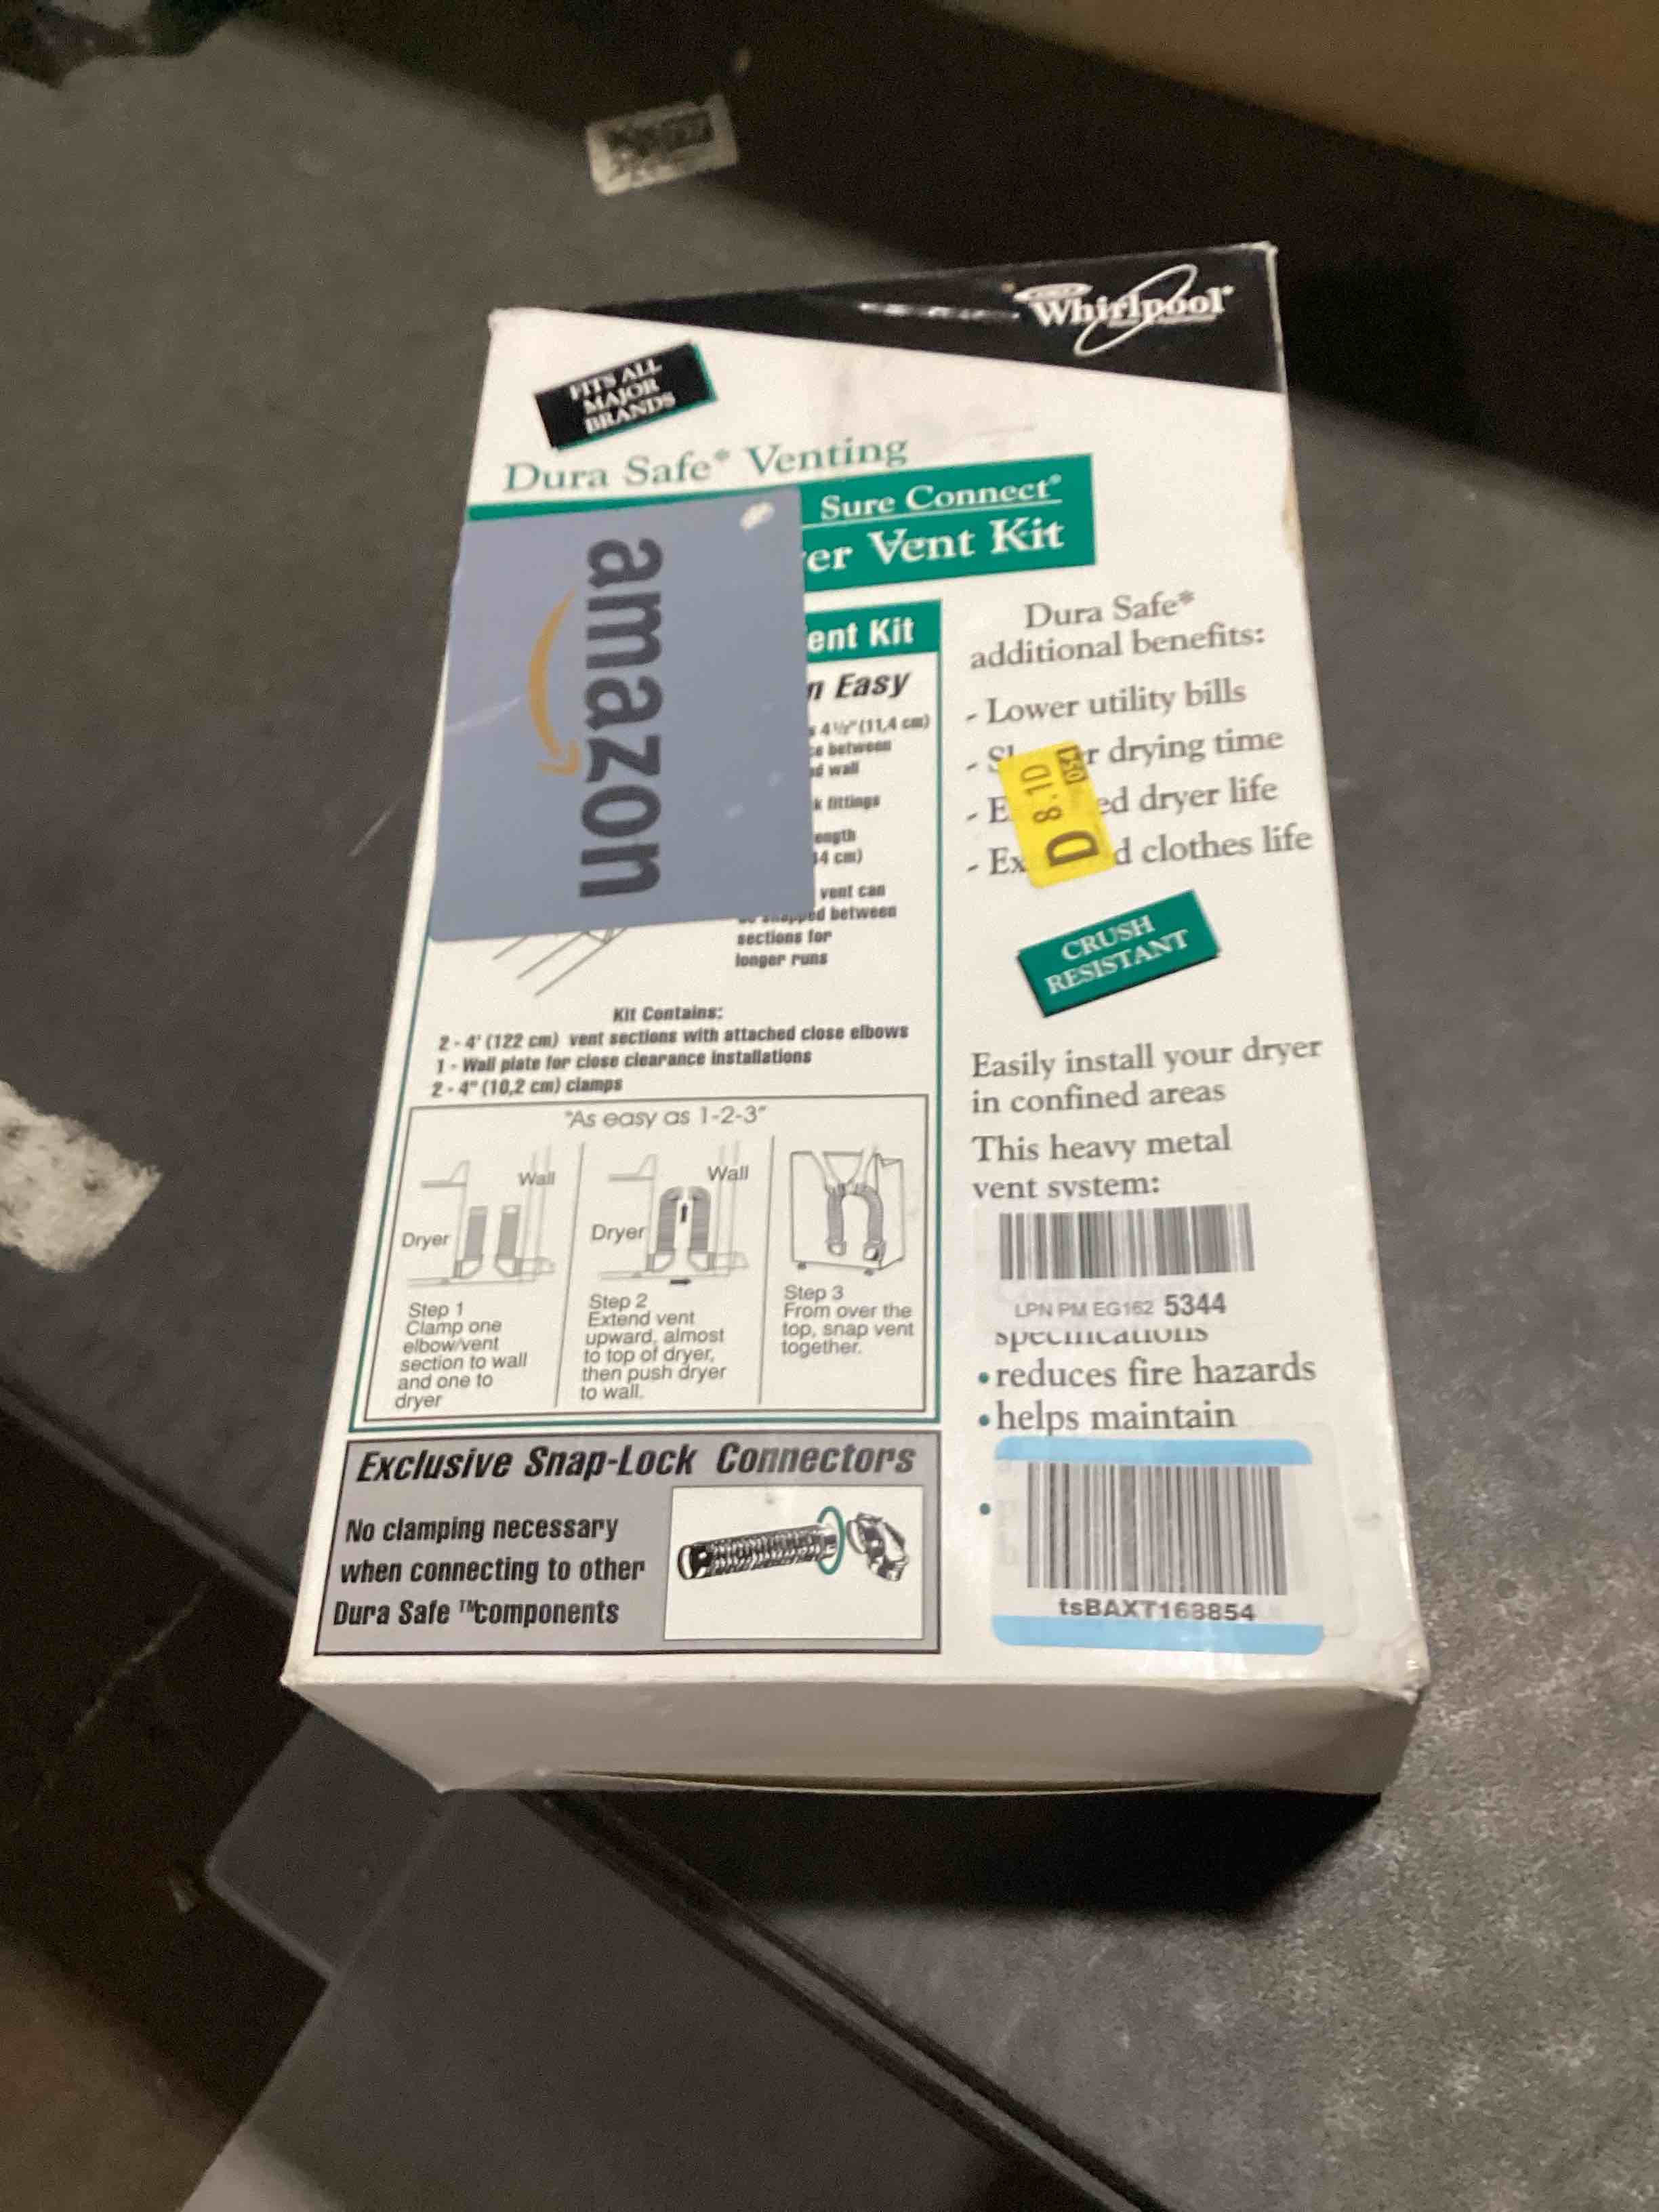 Whirlpool
FITS ALL
MAJOR
BRANDS
Dura Safe* Venting
Sure Connect®
er Vent Kit
amazon
ent Kit
n Easy
4½" (11,4 cm)
between
wall
fittings
4 cm)
vent can
between
sections for
longer runs
Kit Contains:
2 - 4' (122 cm) vent sections with attached close elbows
1 - Wall plate for close clearance installations
2 - 4" (10,2 cm) clamps
"As easy as 1-2-3"
Wall
Dryer
Step 1
Clamp one
elbow/vent
section to wall
and one to
dryer
Wall
Dryer
Step 2
Extend vent
upward, almost
to top of dryer,
then push dryer
to wall.
Step 3
From over the
top, snap vent
together.
Exclusive Snap-Lock Connectors
No clamping necessary
when connecting to other
Dura Safe ™components
Dura Safe*
additional benefits:
- Lower utility bills
- S r drying time
- E ed dryer life
- Ex d clothes life
D 8.1D
CRUSH
RESISTANT
Easily install your dryer
in confined areas
This heavy metal
vent system:
LPN PM EG162 5344
specifications
• reduces fire hazards
• helps maintain
•
tsBAXT163854